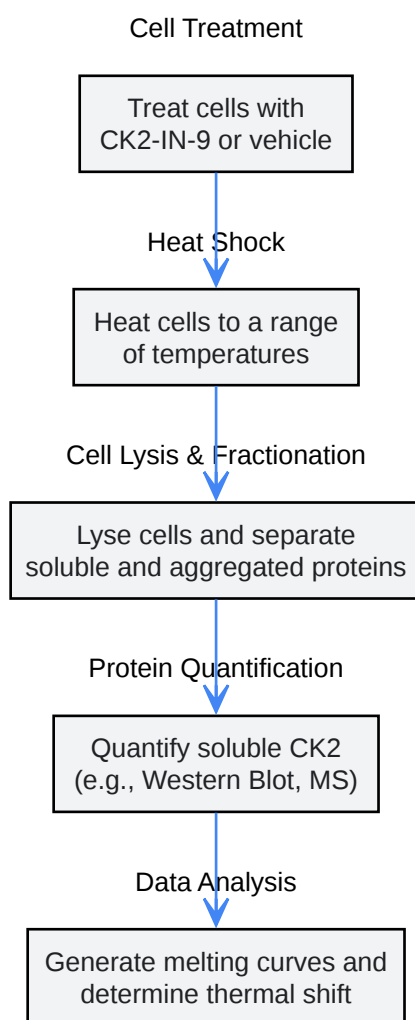 Cell Treatment
Treat cells with
CK2-IN-9 or vehicle
Heat Shock
Heat cells to a range
of temperatures
Cell Lysis & Fractionation
Lyse cells and separate
soluble and aggregated proteins
Protein Quantification
Quantify soluble CK2
(e.g., Western Blot, MS)
Data Analysis
Generate melting curves and
determine thermal shift